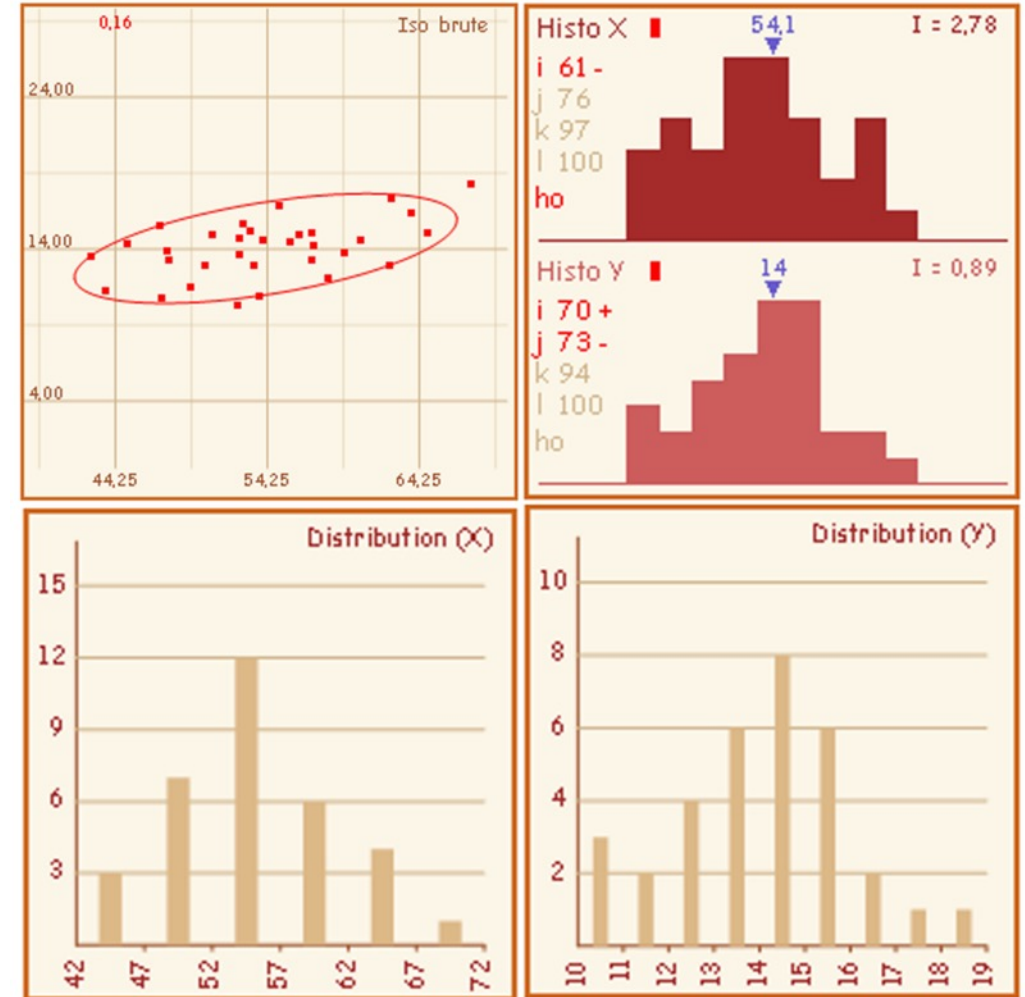 0,16 Iso brute
24,00
14,00
4,00
44,25 54,25 64,25
Histo X 54,1 I = 2,78
i 61 -
j 76
k 97
l 100
ho
Histo Y 14 I = 0,89
i 70 +
j 73 -
k 94
l 100
ho
Distribution (X)
15
12
9
6
3
42 47 52 57 62 67 72
Distribution (Y)
10
8
6
4
2
10 11 12 13 14 15 16 17 18 19